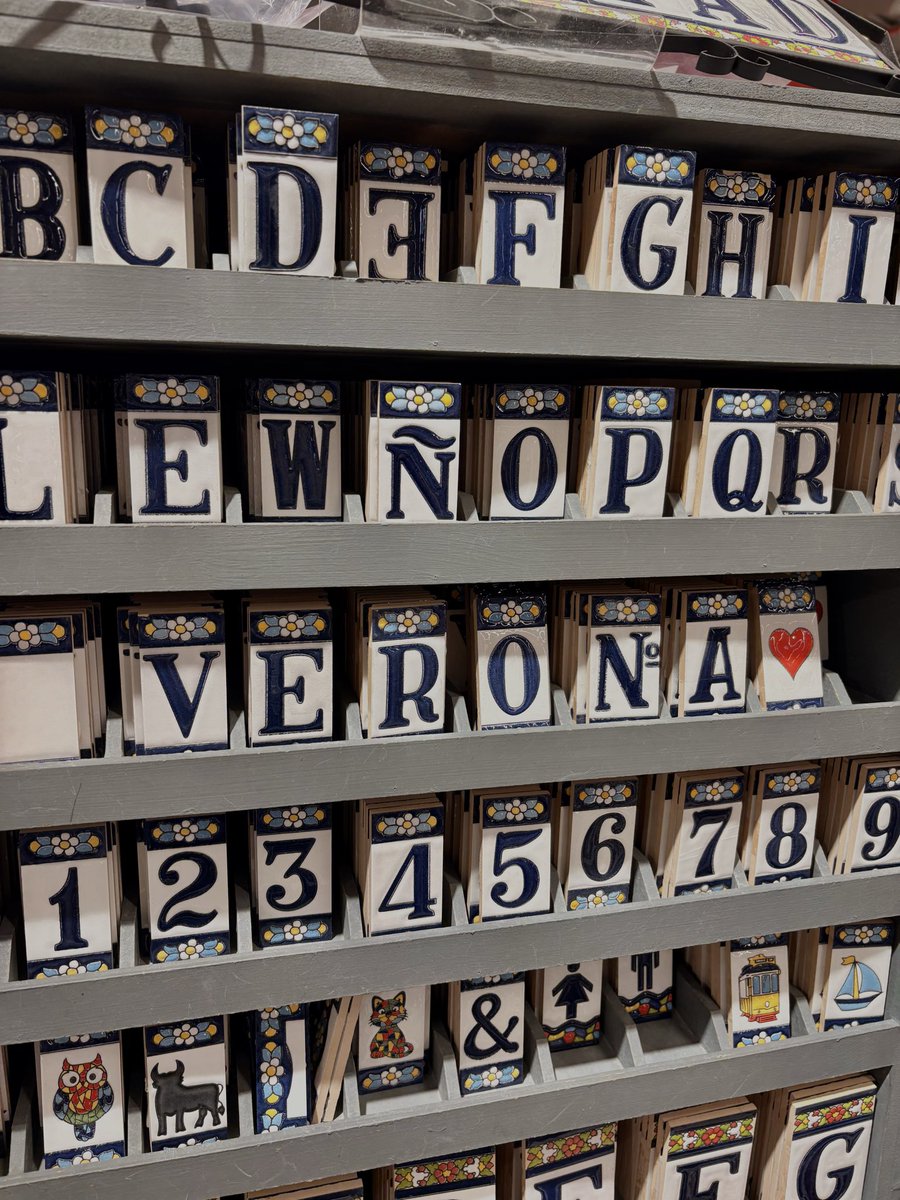 B C D Ǝ F G H I
L E W Ñ O P Q R S
V E R O Nº A
1 2 3 4 5 6 7 8 9
&
G